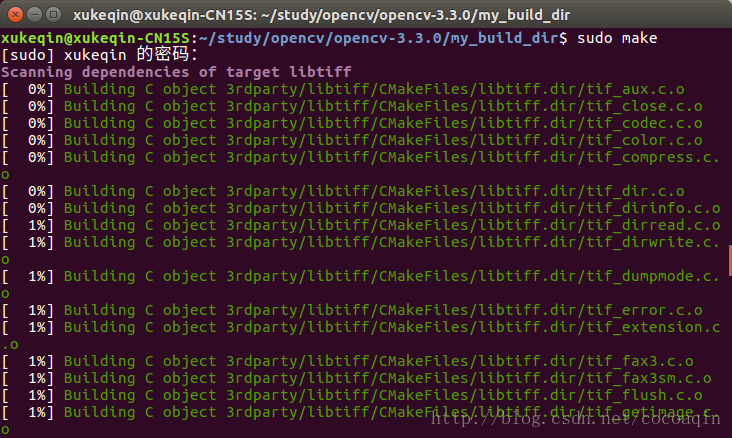 xukeqin@xukeqin-CN15S: ~/study/opencv/opencv-3.3.0/my_build_dir
xukeqin@xukeqin-CN15S:~/study/opencv/opencv-3.3.0/my_build_dir$ sudo make
[sudo] xukeqin 的密码：
Scanning dependencies of target libtiff
[  0%] Building C object 3rdparty/libtiff/CMakeFiles/libtiff.dir/tif_aux.c.o
[  0%] Building C object 3rdparty/libtiff/CMakeFiles/libtiff.dir/tif_close.c.o
[  0%] Building C object 3rdparty/libtiff/CMakeFiles/libtiff.dir/tif_codec.c.o
[  0%] Building C object 3rdparty/libtiff/CMakeFiles/libtiff.dir/tif_color.c.o
[  0%] Building C object 3rdparty/libtiff/CMakeFiles/libtiff.dir/tif_compress.c.
o
[  0%] Building C object 3rdparty/libtiff/CMakeFiles/libtiff.dir/tif_dir.c.o
[  0%] Building C object 3rdparty/libtiff/CMakeFiles/libtiff.dir/tif_dirinfo.c.o
[  1%] Building C object 3rdparty/libtiff/CMakeFiles/libtiff.dir/tif_dirread.c.o
[  1%] Building C object 3rdparty/libtiff/CMakeFiles/libtiff.dir/tif_dirwrite.c.
o
[  1%] Building C object 3rdparty/libtiff/CMakeFiles/libtiff.dir/tif_dumpmode.c.
o
[  1%] Building C object 3rdparty/libtiff/CMakeFiles/libtiff.dir/tif_error.c.o
[  1%] Building C object 3rdparty/libtiff/CMakeFiles/libtiff.dir/tif_extension.c
.o
[  1%] Building C object 3rdparty/libtiff/CMakeFiles/libtiff.dir/tif_fax3.c.o
[  1%] Building C object 3rdparty/libtiff/CMakeFiles/libtiff.dir/tif_fax3sm.c.o
[  1%] Building C object 3rdparty/libtiff/CMakeFiles/libtiff.dir/tif_flush.c.o
[  1%] Building C object 3rdparty/libtiff/CMakeFiles/libtiff.dir/tif_getimage.c.
o
http://blog.csdn.net/cocoaqin